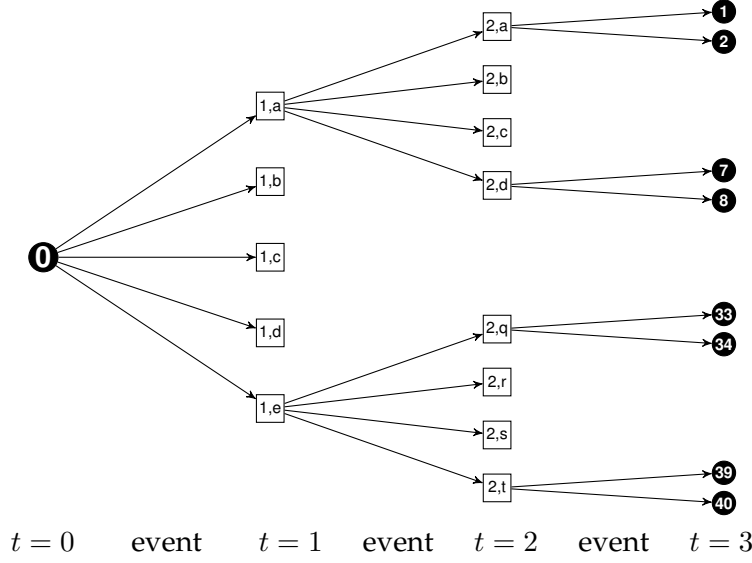 1
2,a
2
2,b
1,a
2,c
7
2,d
1,b
8
0
1,c
33
2,q
1,d
34
2,r
1,e
2,s
39
2,t
40
t = 0 event t = 1 event t = 2 event t = 3